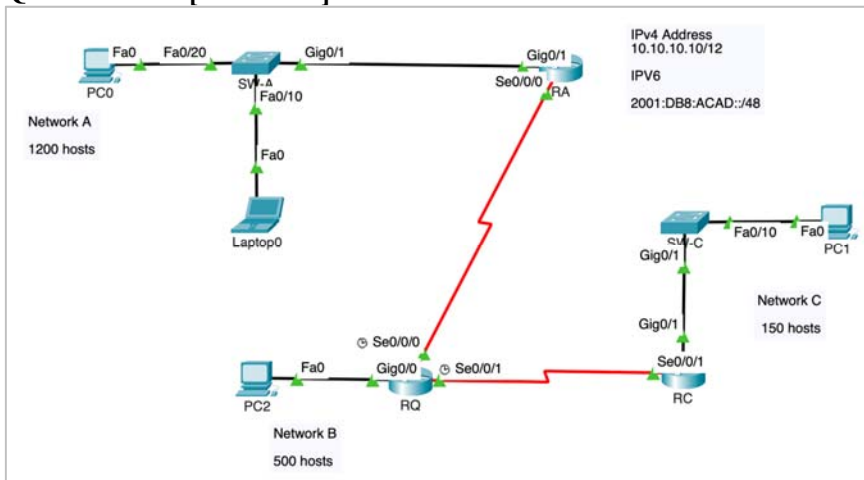 Fa0
Fa0/20
Gig0/1
Gig0/1
IPv4 Address
10.10.10.10/12
IPV6
2001:DB8:ACAD::/48
PC0
SW-A
Se0/0/0
RA
Fa0/10
Network A
1200 hosts
Fa0
Laptop0
SW-C
Fa0/10
Fa0
PC1
Gig0/1
Network C
150 hosts
Gig0/1
Se0/0/0
Fa0
Gig0/0
Se0/0/1
Se0/0/1
PC2
RQ
RC
Network B
500 hosts